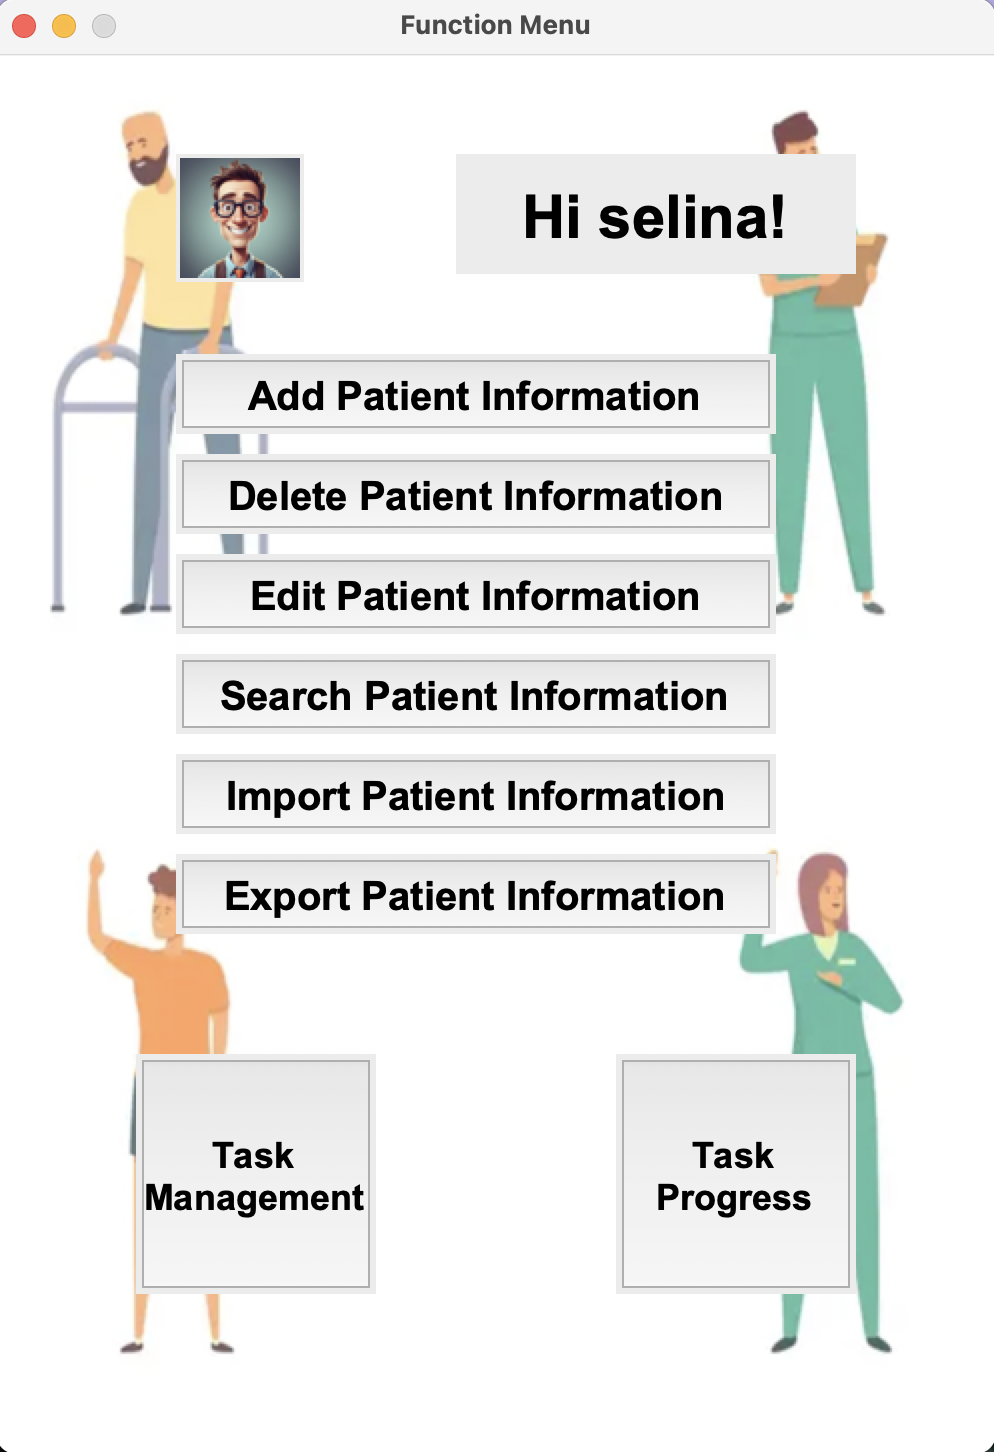 Function Menu
Hi selina!
Add Patient Information
Delete Patient Information
Edit Patient Information
Search Patient Information
Import Patient Information
Export Patient Information
Task
Management
Task
Progress